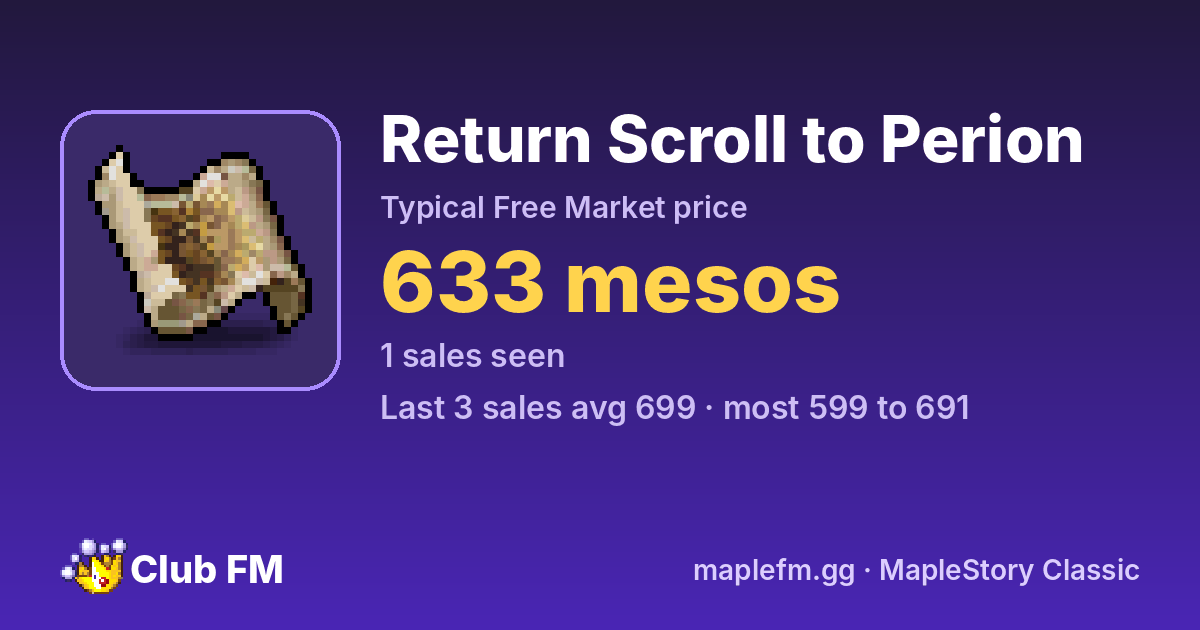 Return Scroll to Perion
Typical Free Market price
633 mesos
1 sales seen
Last 3 sales avg 699 · most 599 to 691
Club FM
maplefm.gg · MapleStory Classic